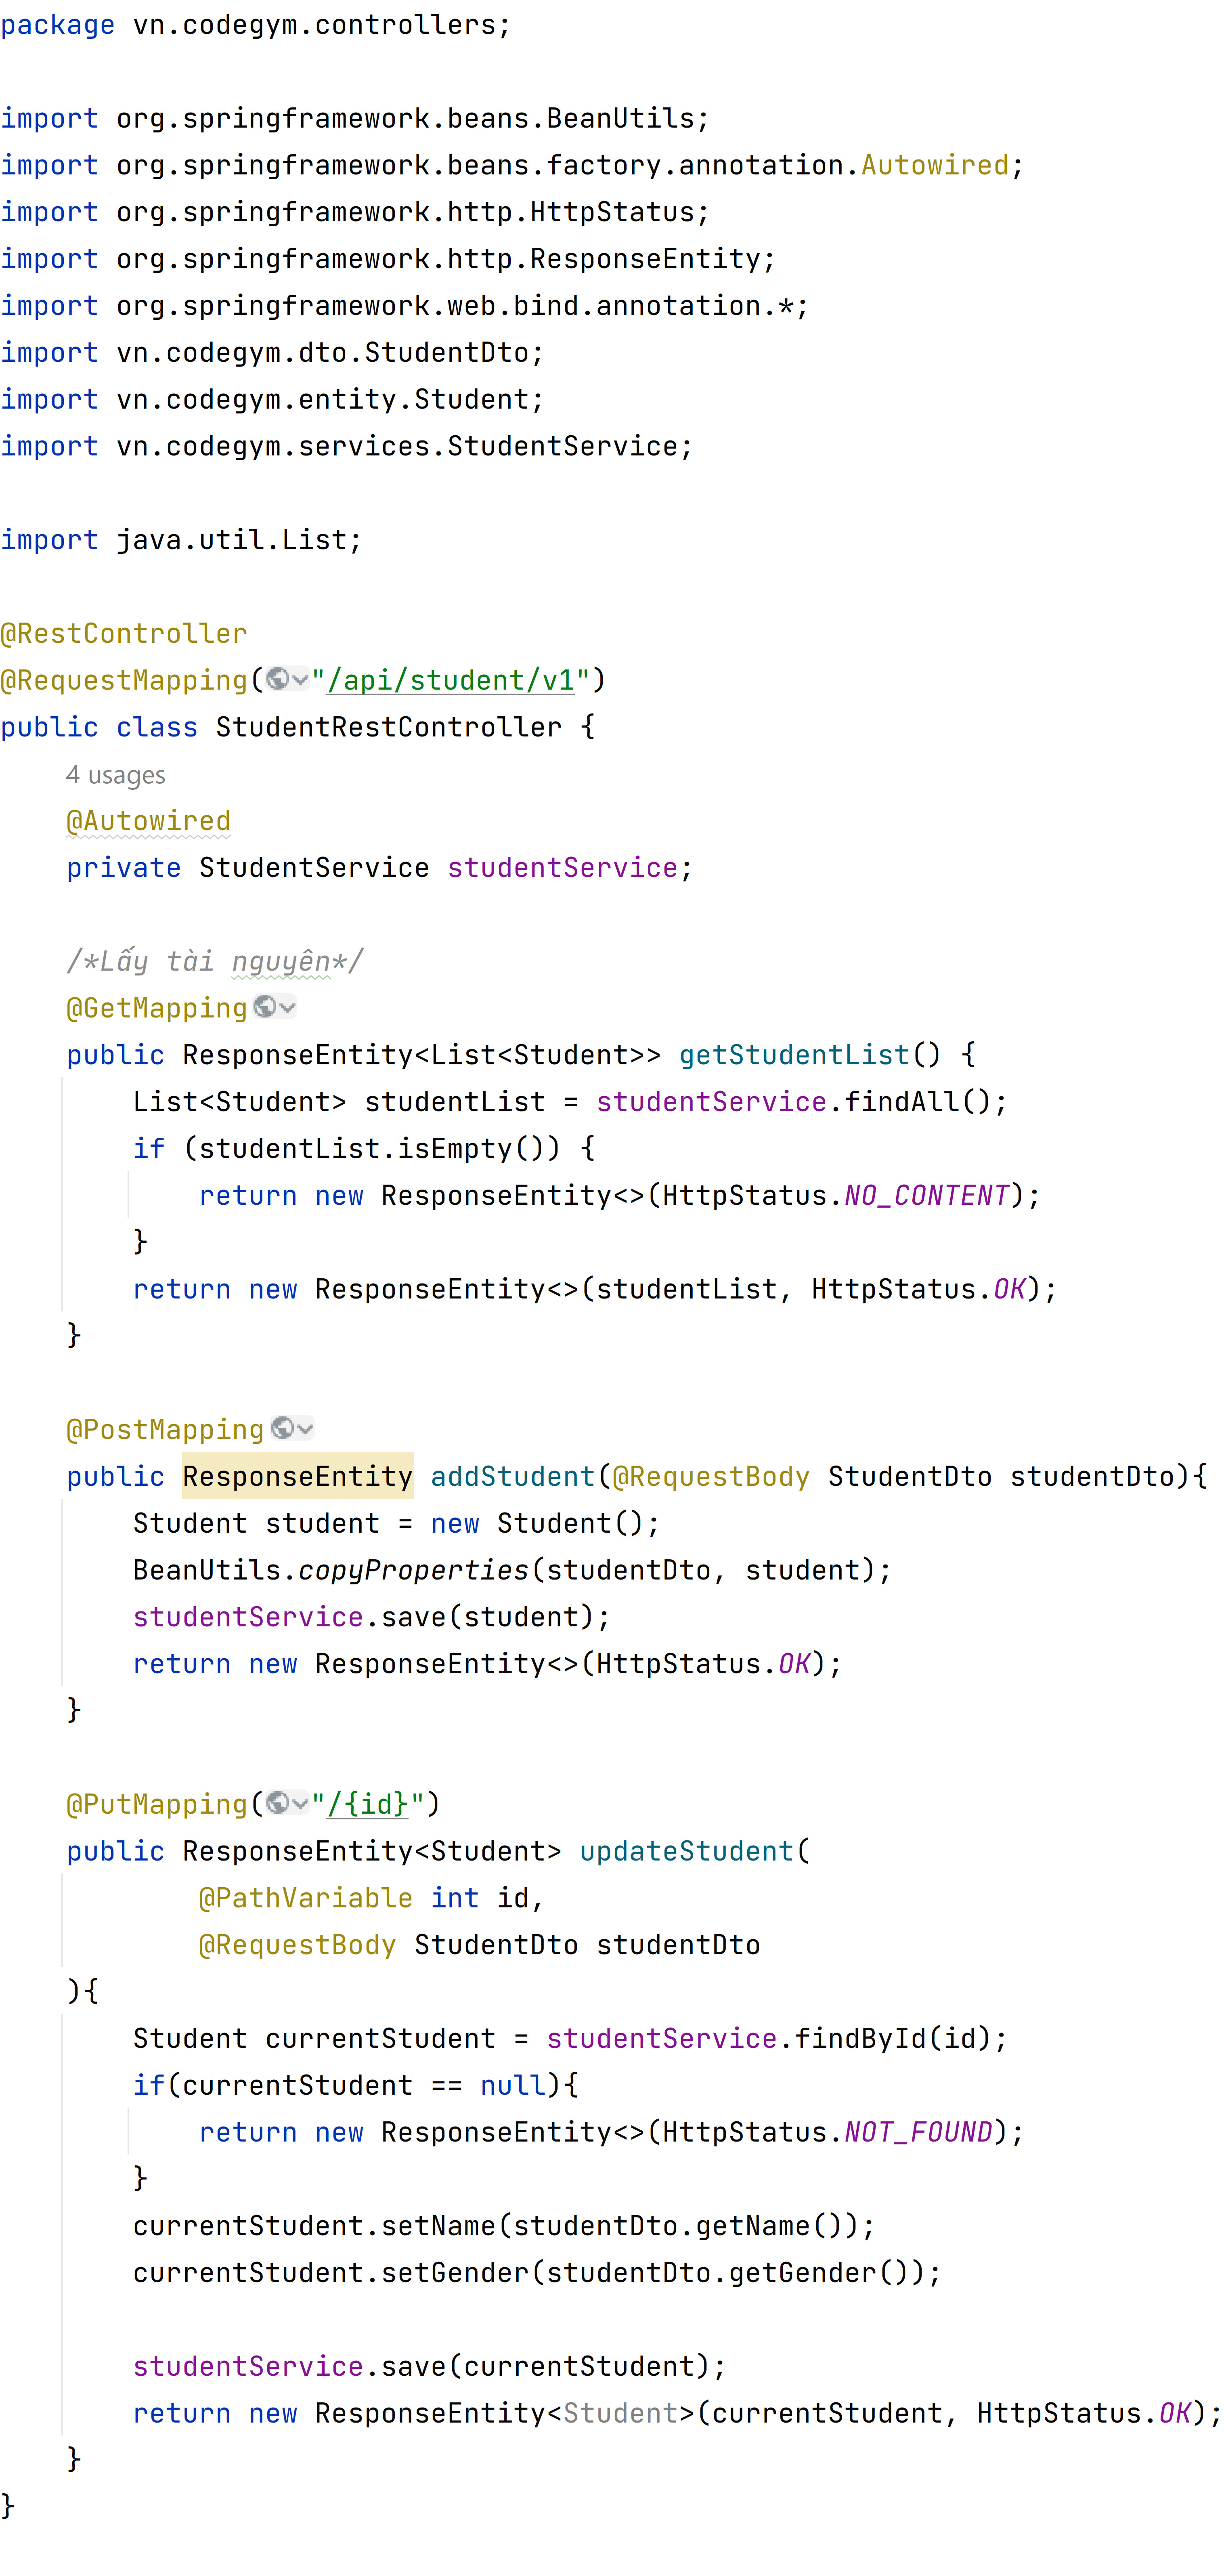 package vn.codegym.controllers;

import org.springframework.beans.BeanUtils;
import org.springframework.beans.factory.annotation.Autowired;
import org.springframework.http.HttpStatus;
import org.springframework.http.ResponseEntity;
import org.springframework.web.bind.annotation.*;
import vn.codegym.dto.StudentDto;
import vn.codegym.entity.Student;
import vn.codegym.services.StudentService;

import java.util.List;

@RestController
@RequestMapping("/api/student/v1")
public class StudentRestController {
    4 usages
    @Autowired
    private StudentService studentService;

    /*Lấy tài nguyên*/
    @GetMapping
    public ResponseEntity<List<Student>> getStudentList() {
        List<Student> studentList = studentService.findAll();
        if (studentList.isEmpty()) {
            return new ResponseEntity<>(HttpStatus.NO_CONTENT);
        }
        return new ResponseEntity<>(studentList, HttpStatus.OK);
    }

    @PostMapping
    public ResponseEntity addStudent(@RequestBody StudentDto studentDto){
        Student student = new Student();
        BeanUtils.copyProperties(studentDto, student);
        studentService.save(student);
        return new ResponseEntity<>(HttpStatus.OK);
    }

    @PutMapping("/{id}")
    public ResponseEntity<Student> updateStudent(
            @PathVariable int id,
            @RequestBody StudentDto studentDto
    ){
        Student currentStudent = studentService.findById(id);
        if(currentStudent == null){
            return new ResponseEntity<>(HttpStatus.NOT_FOUND);
        }
        currentStudent.setName(studentDto.getName());
        currentStudent.setGender(studentDto.getGender());

        studentService.save(currentStudent);
        return new ResponseEntity<Student>(currentStudent, HttpStatus.OK);
    }
}